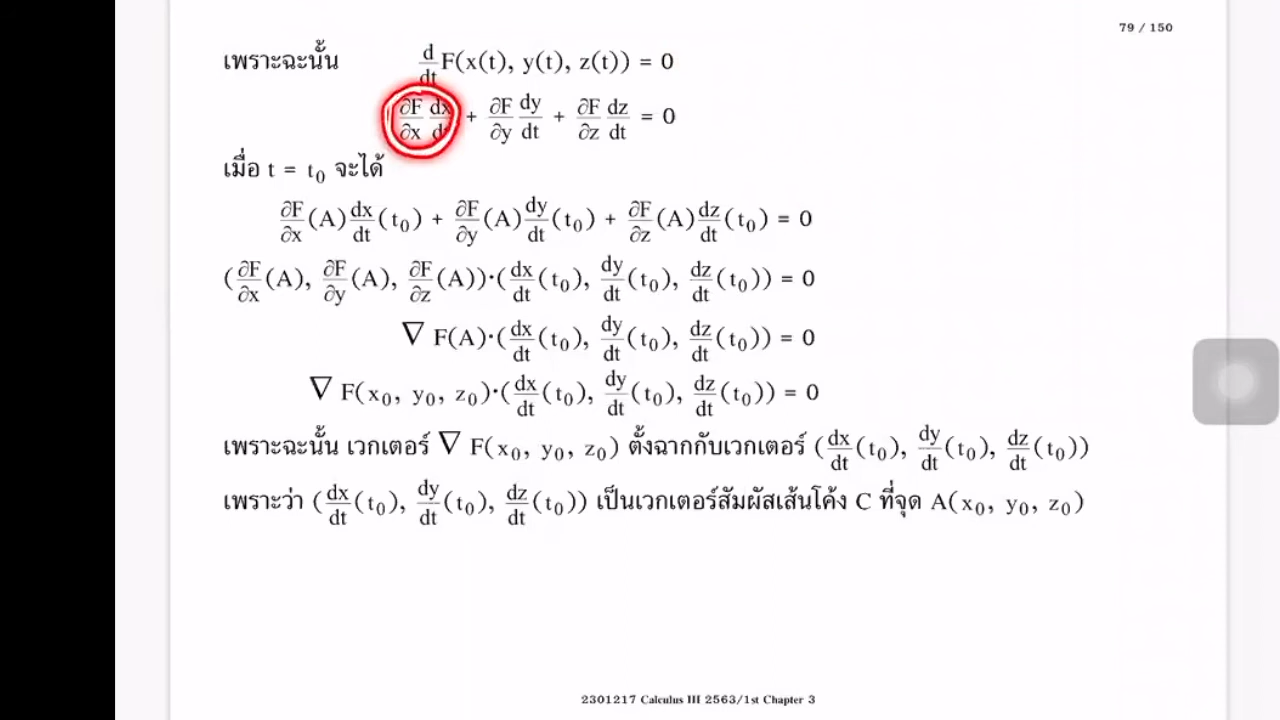 79 / 150
เพราะฉะนั้น d/dt F(x(t), y(t), z(t)) = 0
∂F/∂x dx/dt + ∂F/∂y dy/dt + ∂F/∂z dz/dt = 0
เมื่อ t = t₀ จะได้
∂F/∂x (A) dx/dt (t₀) + ∂F/∂y (A) dy/dt (t₀) + ∂F/∂z (A) dz/dt (t₀) = 0
(∂F/∂x (A), ∂F/∂y (A), ∂F/∂z (A))·(dx/dt (t₀), dy/dt (t₀), dz/dt (t₀)) = 0
∇ F(A)·(dx/dt (t₀), dy/dt (t₀), dz/dt (t₀)) = 0
∇ F(x₀, y₀, z₀)·(dx/dt (t₀), dy/dt (t₀), dz/dt (t₀)) = 0
เพราะฉะนั้น เวกเตอร์ ∇ F(x₀, y₀, z₀) ตั้งฉากกับเวกเตอร์ (dx/dt (t₀), dy/dt (t₀), dz/dt (t₀))
เพราะว่า (dx/dt (t₀), dy/dt (t₀), dz/dt (t₀)) เป็นเวกเตอร์สัมผัสเส้นโค้ง C ที่จุด A(x₀, y₀, z₀)
2301217 Calculus III 2563/1st Chapter 3